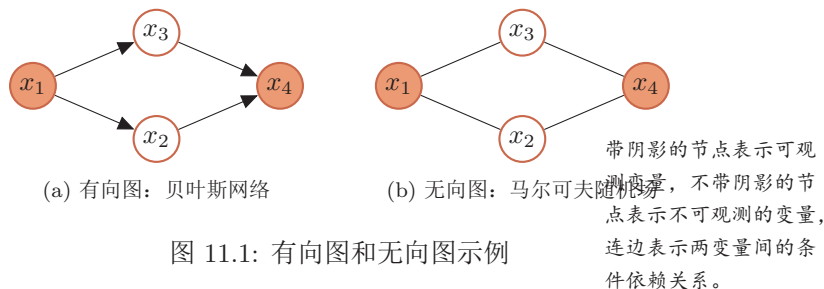 x₃
x₁
x₄
x₂
(a) 有向图：贝叶斯网络
x₃
x₁
x₄
x₂
(b) 无向图：马尔可夫随机场
图 11.1: 有向图和无向图示例
带阴影的节点表示可观
测变量，不带阴影的节
点表示不可观测的变量，
连边表示两变量间的条
件依赖关系。